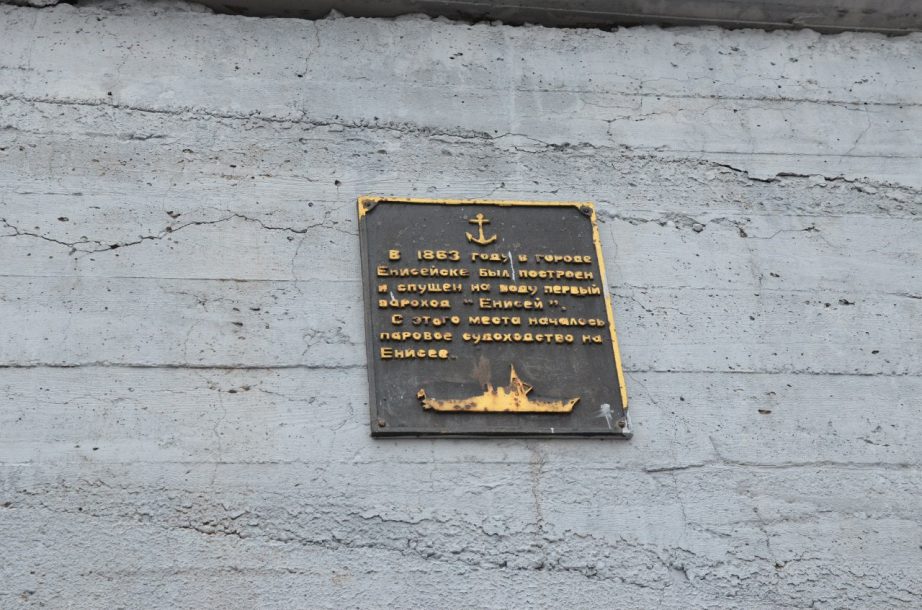 В 1863 году в городе
Енисейске был построен
и спущен на воду первый
пароход "Енисей".
С этого места началось
паровое судоходство на
Енисее.